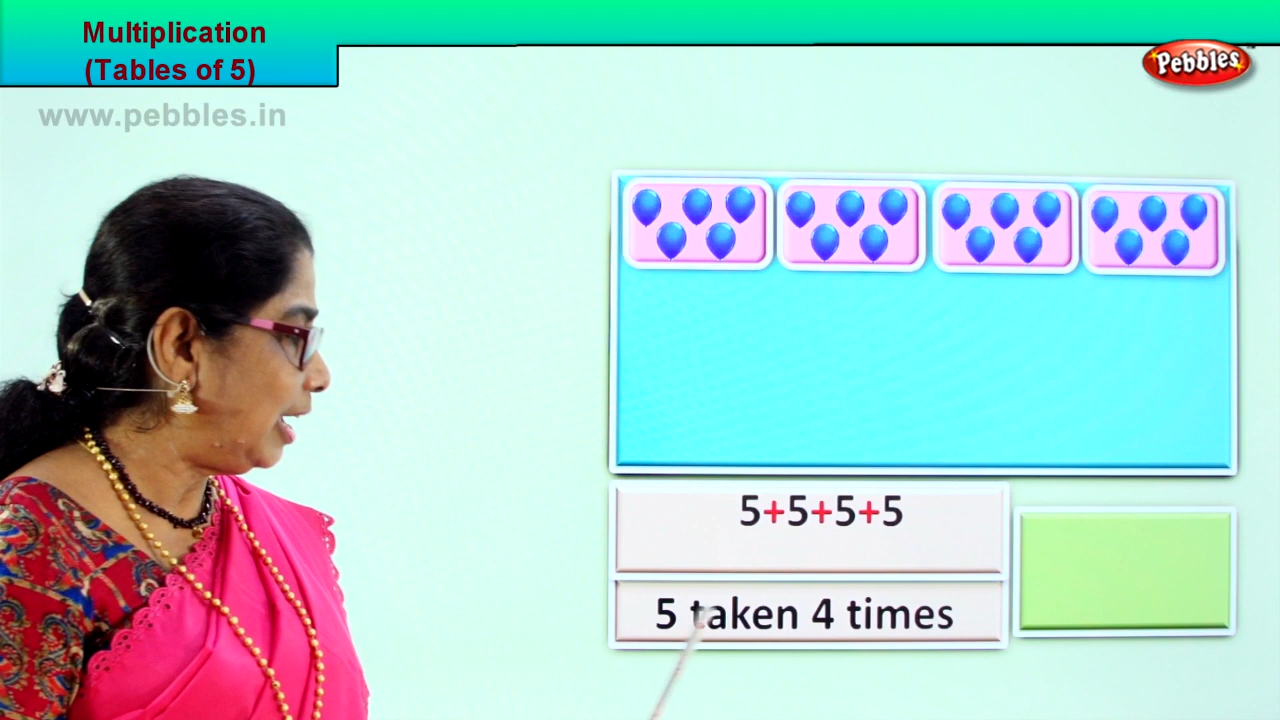 Multiplication
(Tables of 5)
www.pebbles.in
Pebbles
5+5+5+5
5 taken 4 times